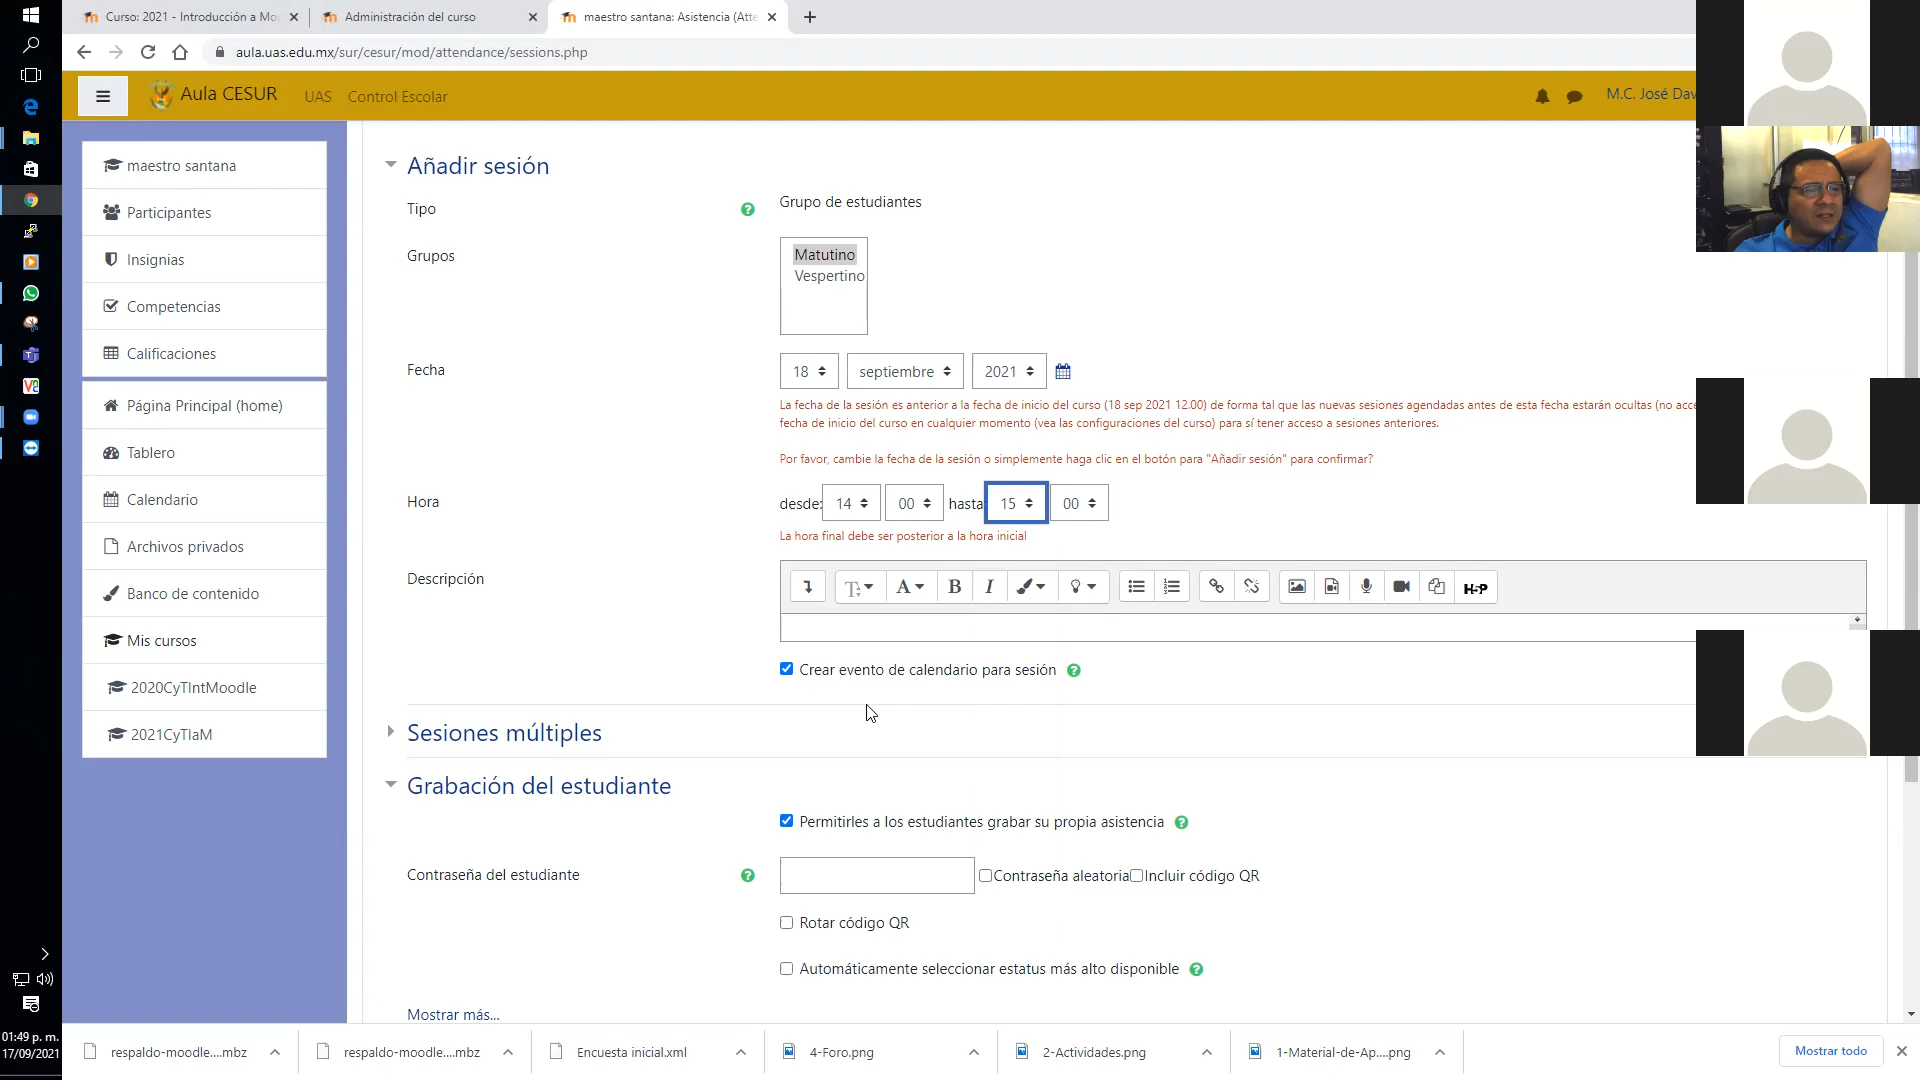 Curso: 2021 - Introducción a Mo
Administración del curso
maestro santana: Asistencia (Atte
aula.uas.edu.mx/sur/cesur/mod/attendance/sessions.php
Aula CESUR
UAS
Control Escolar
M.C. José Dav
maestro santana
Participantes
Insignias
Competencias
Calificaciones
Página Principal (home)
Tablero
Calendario
Archivos privados
Banco de contenido
Mis cursos
2020CyTIntMoodle
2021CyTIaM
Añadir sesión
Tipo
Grupo de estudiantes
Grupos
Matutino
Vespertino
Fecha
18 septiembre 2021
La fecha de la sesión es anterior a la fecha de inicio del curso (18 sep 2021 12.00) de forma tal que las nuevas sesiones agendadas antes de esta fecha estarán ocultas (no acce
fecha de inicio del curso en cualquier momento (vea las configuraciones del curso) para sí tener acceso a sesiones anteriores.
Por favor, cambie la fecha de la sesión o simplemente haga clic en el botón para "Añadir sesión" para confirmar?
Hora
desde: 14 00 hasta 15 00
La hora final debe ser posterior a la hora inicial
Descripción
A B I H5P
Crear evento de calendario para sesión
Sesiones múltiples
Grabación del estudiante
Permitirles a los estudiantes grabar su propia asistencia
Contraseña del estudiante
Contraseña aleatoria Incluir código QR
Rotar código QR
Automáticamente seleccionar estatus más alto disponible
Mostrar más...
01:49 p. m.
17/09/2021
respaldo-moodle....mbz
respaldo-moodle....mbz
Encuesta inicial.xml
4-Foro.png
2-Actividades.png
1-Material-de-Ap....png
Mostrar todo